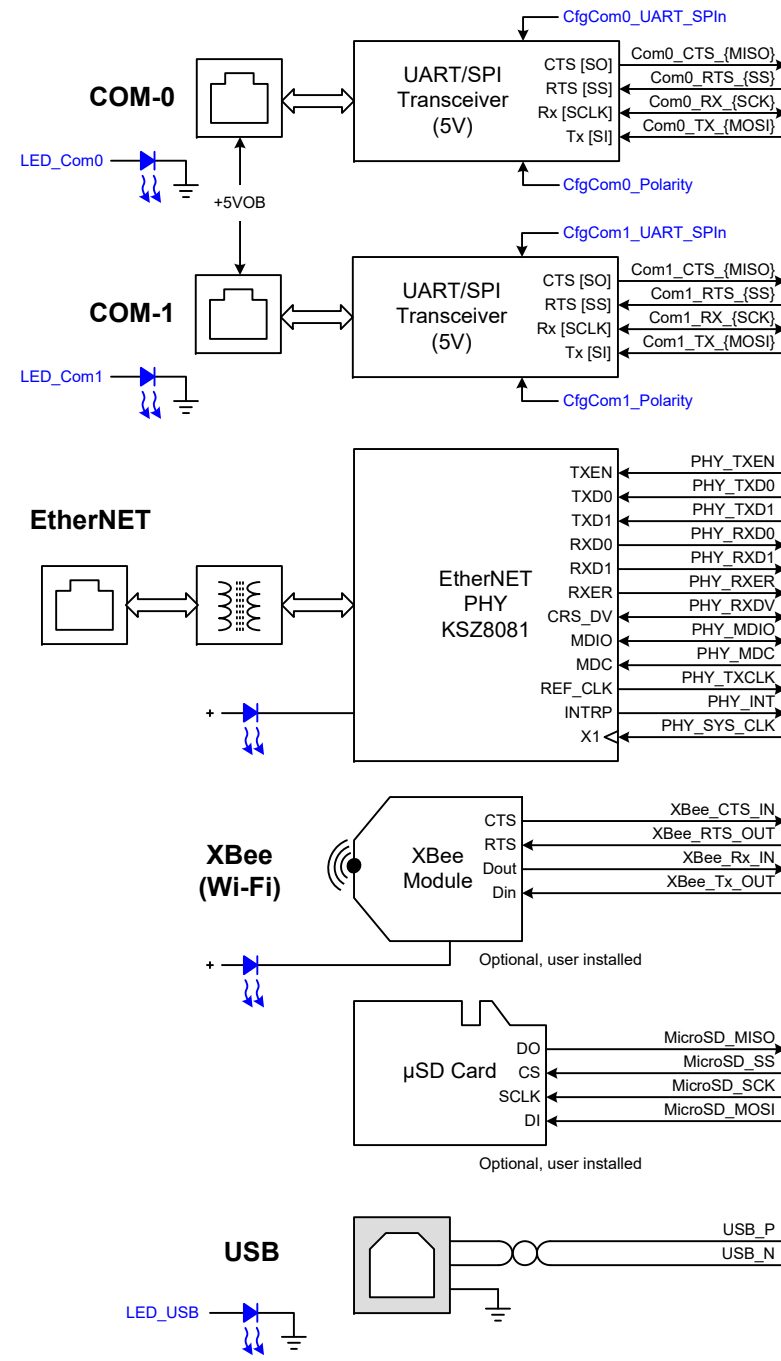 CfgCom0_UART_SPIn
COM-0
UART/SPI
Transceiver
(5V)
CTS [SO]
RTS [SS]
Rx [SCLK]
Tx [SI]
Com0_CTS_{MISO}
Com0_RTS_{SS}
Com0_RX_{SCK}
Com0_TX_{MOSI}
LED_Com0
CfgCom0_Polarity
+5VOB
CfgCom1_UART_SPIn
COM-1
UART/SPI
Transceiver
(5V)
CTS [SO]
RTS [SS]
Rx [SCLK]
Tx [SI]
Com1_CTS_{MISO}
Com1_RTS_{SS}
Com1_RX_{SCK}
Com1_TX_{MOSI}
LED_Com1
CfgCom1_Polarity
EtherNET
EtherNET
PHY
KSZ8081
TXEN
TXD0
TXD1
RXD0
RXD1
RXER
CRS_DV
MDIO
MDC
REF_CLK
INTRP
X1
PHY_TXEN
PHY_TXD0
PHY_TXD1
PHY_RXD0
PHY_RXD1
PHY_RXER
PHY_RXDV
PHY_MDIO
PHY_MDC
PHY_TXCLK
PHY_INT
PHY_SYS_CLK
+
XBee
(Wi-Fi)
XBee
Module
CTS
RTS
Dout
Din
XBee_CTS_IN
XBee_RTS_OUT
XBee_Rx_IN
XBee_Tx_OUT
+
Optional, user installed
µSD Card
DO
CS
SCLK
DI
MicroSD_MISO
MicroSD_SS
MicroSD_SCK
MicroSD_MOSI
Optional, user installed
USB
USB_P
USB_N
LED_USB